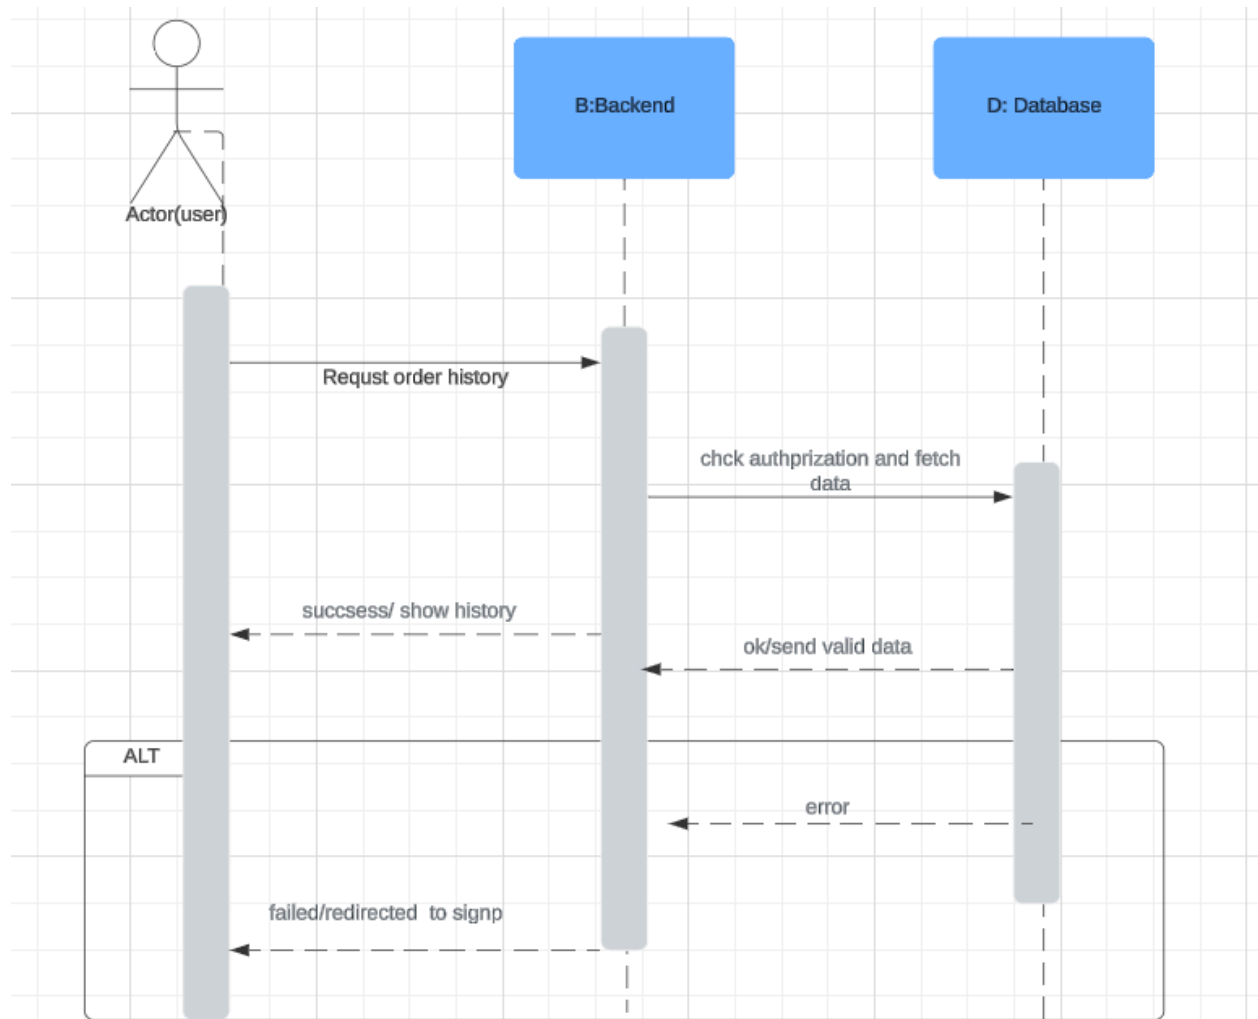 Actor(user)
B:Backend
D: Database
Requst order history
chck authprization and fetch
data
succsess/ show history
ok/send valid data
ALT
error
failed/redirected  to signp